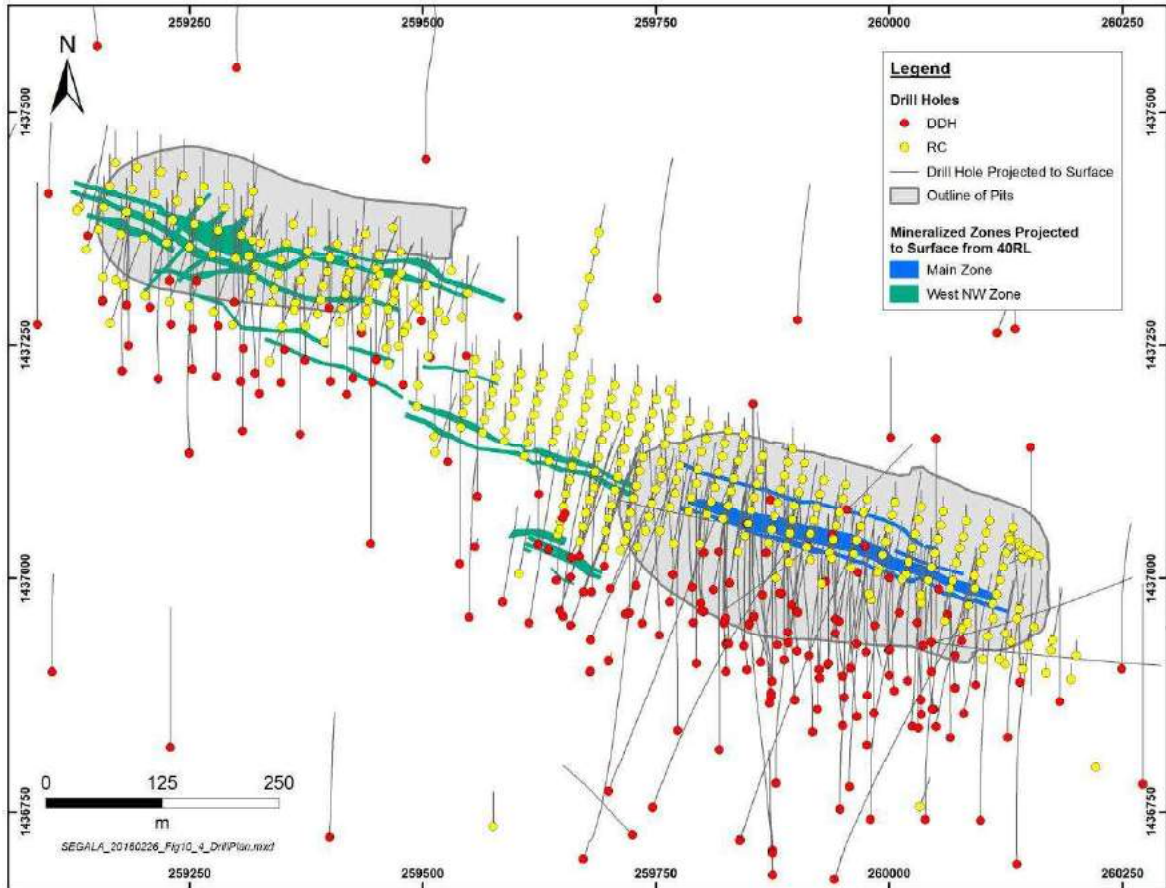 259250 259500 259750 260000 260250
N
Legend
Drill Holes
DDH
RC
Drill Hole Projected to Surface
Outline of Pits
Mineralized Zones Projected
to Surface from 40RL
Main Zone
West NW Zone
1437500 1437500
1437250 1437250
1437000 1437000
1436750 1436750
0 125 250
m
SEGALA_20160226_Fig10_4_DrillPlan.mxd
259250 259500 259750 260000 260250